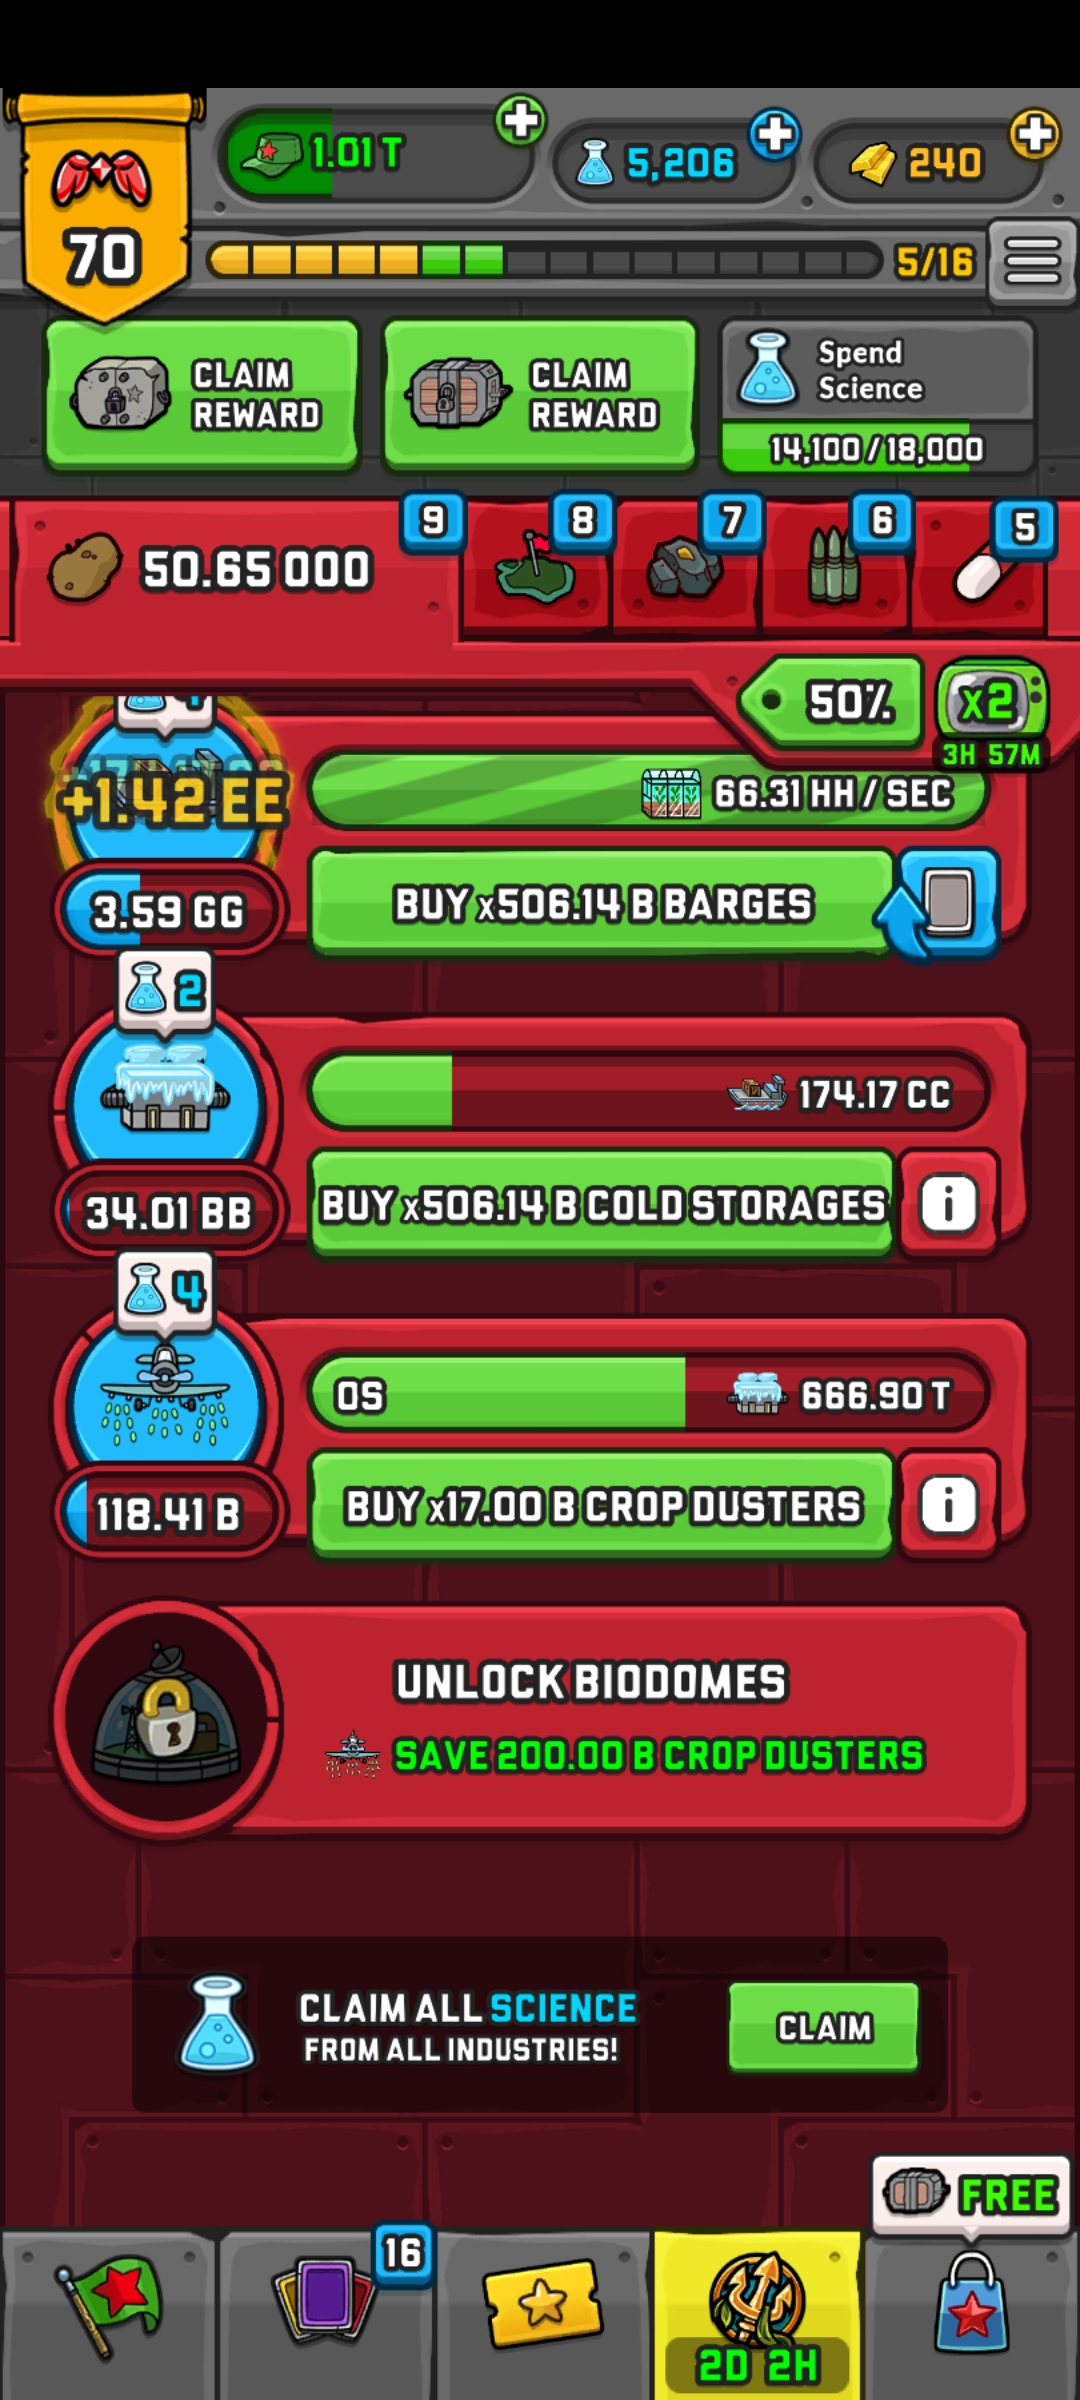 1.01 T
5,206
240
70
5/16
CLAIM
REWARD
CLAIM
REWARD
Spend
Science
14,100/18,000
50.65 000
9
8
7
6
5
50%
x2
3H 57M
+1.42 EE
66.31 HH / SEC
3.59 GG
BUY x506.14 B BARGES
2
174.17 CC
34.01 BB
BUY x506.14 B COLD STORAGES
i
4
0S
666.90 T
118.41 B
BUY x17.00 B CROP DUSTERS
i
UNLOCK BIODOMES
SAVE 200.00 B CROP DUSTERS
CLAIM ALL SCIENCE
FROM ALL INDUSTRIES!
CLAIM
FREE
16
2D 2H